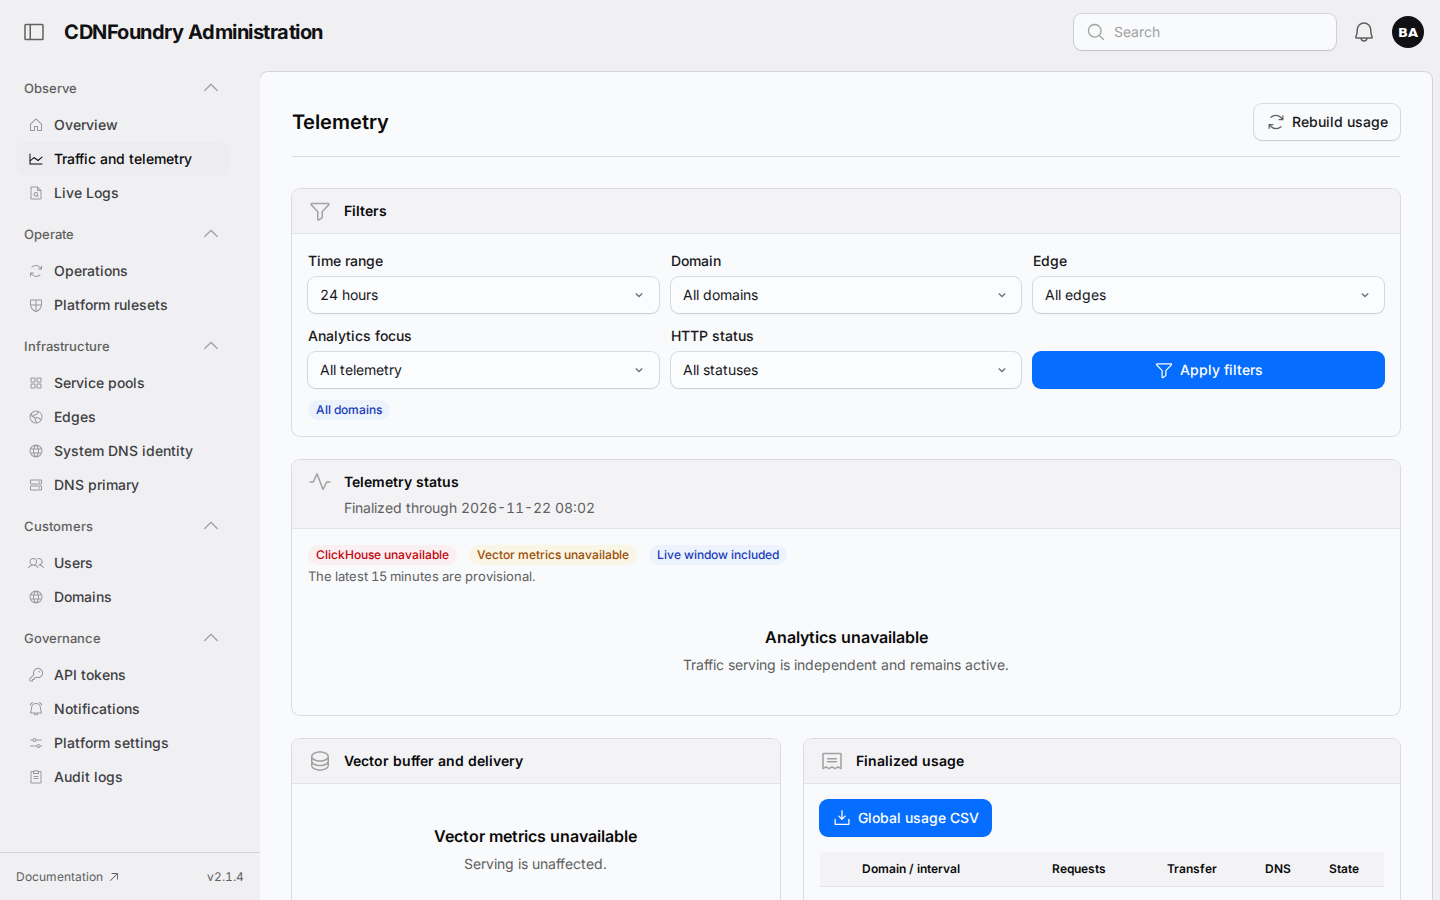 CDNFoundry Administration
Search
BA
Observe
Overview
Traffic and telemetry
Live Logs
Operate
Operations
Platform rulesets
Infrastructure
Service pools
Edges
System DNS identity
DNS primary
Customers
Users
Domains
Governance
API tokens
Notifications
Platform settings
Audit logs
Documentation
v2.1.4
Telemetry
Rebuild usage
Filters
Time range
Domain
Edge
24 hours
All domains
All edges
Analytics focus
HTTP status
All telemetry
All statuses
Apply filters
All domains
Telemetry status
Finalized through 2026-11-22 08:02
ClickHouse unavailable
Vector metrics unavailable
Live window included
The latest 15 minutes are provisional.
Analytics unavailable
Traffic serving is independent and remains active.
Vector buffer and delivery
Vector metrics unavailable
Serving is unaffected.
Finalized usage
Global usage CSV
Domain / interval
Requests
Transfer
DNS
State